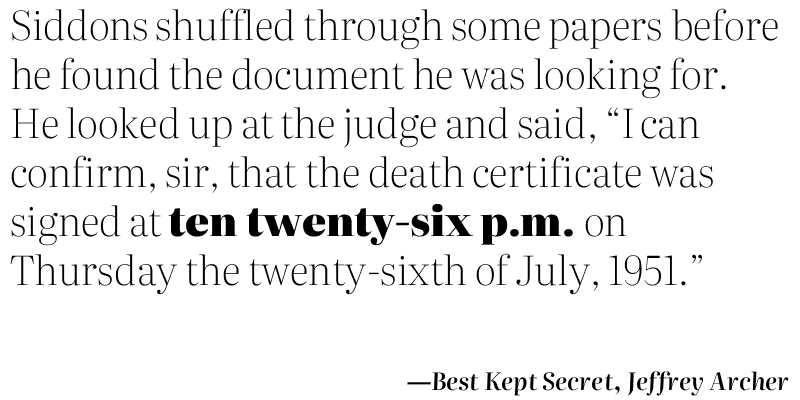 Siddons shuffled through some papers before
he found the document he was looking for.
He looked up at the judge and said, “I can
confirm, sir, that the death certificate was
signed at ten twenty-six p.m. on
Thursday the twenty-sixth of July, 1951.”
—Best Kept Secret, Jeffrey Archer